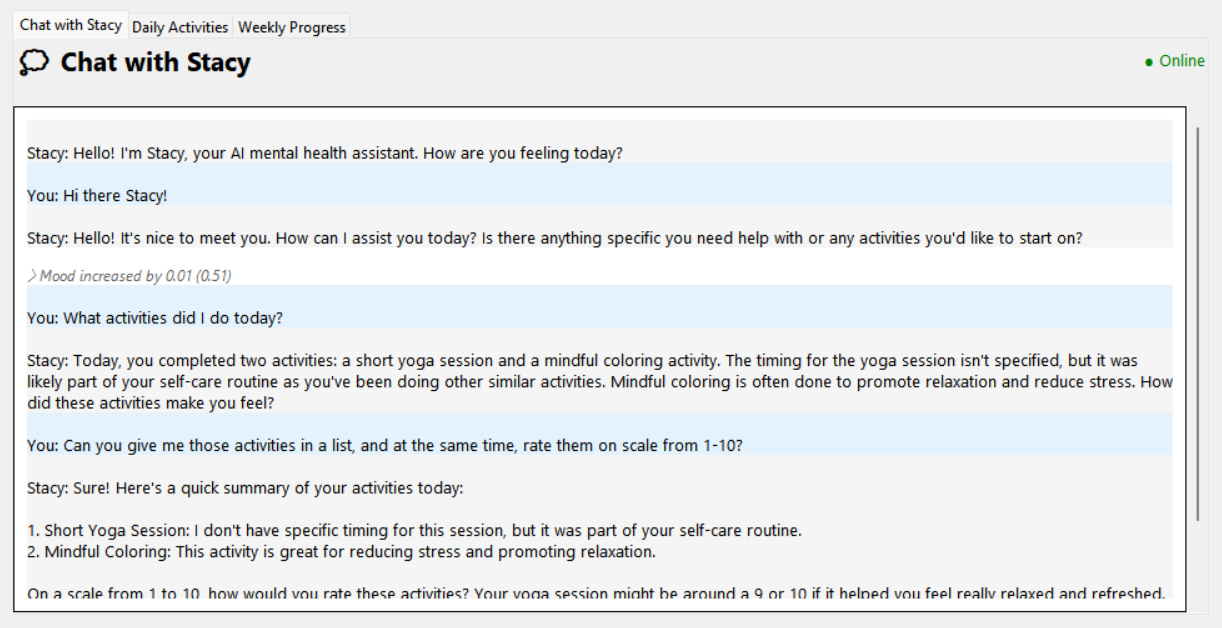 Chat with Stacy Daily Activities Weekly Progress
Chat with Stacy
● Online
Stacy: Hello! I'm Stacy, your AI mental health assistant. How are you feeling today?
You: Hi there Stacy!
Stacy: Hello! It's nice to meet you. How can I assist you today? Is there anything specific you need help with or any activities you'd like to start on?
> Mood increased by 0.01 (0.51)
You: What activities did I do today?
Stacy: Today, you completed two activities: a short yoga session and a mindful coloring activity. The timing for the yoga session isn't specified, but it was
likely part of your self-care routine as you've been doing other similar activities. Mindful coloring is often done to promote relaxation and reduce stress. How
did these activities make you feel?
You: Can you give me those activities in a list, and at the same time, rate them on scale from 1-10?
Stacy: Sure! Here's a quick summary of your activities today:
1. Short Yoga Session: I don't have specific timing for this session, but it was part of your self-care routine.
2. Mindful Coloring: This activity is great for reducing stress and promoting relaxation.
On a scale from 1 to 10, how would you rate these activities? Your yoga session might be around a 9 or 10 if it helped you feel really relaxed and refreshed.